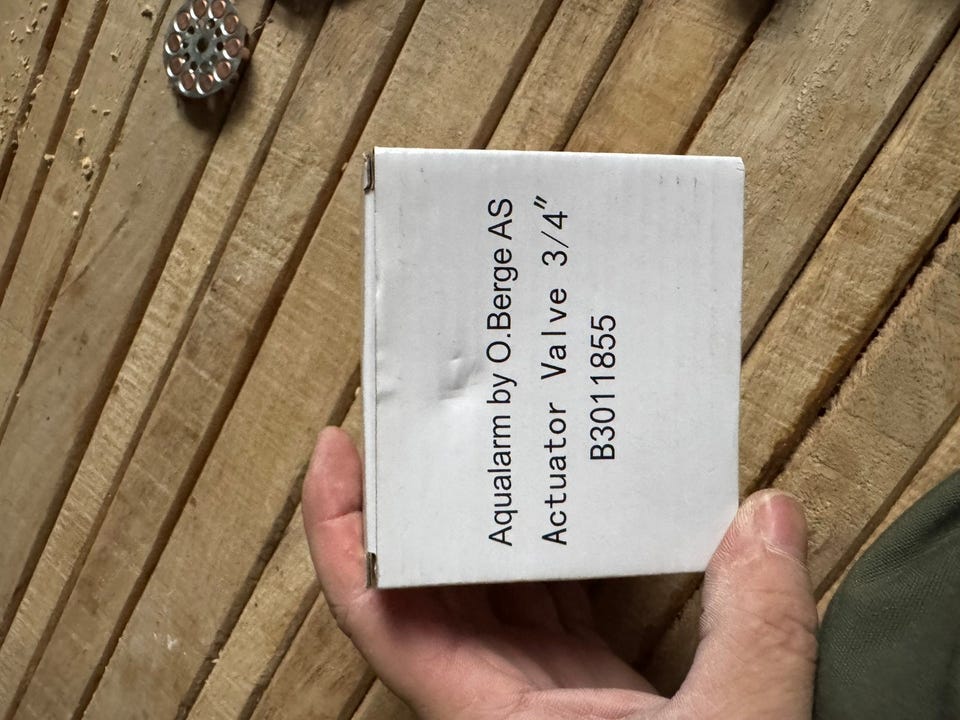 Aqualarm by O.Berge AS
Actuator Valve 3/4"
B3011855